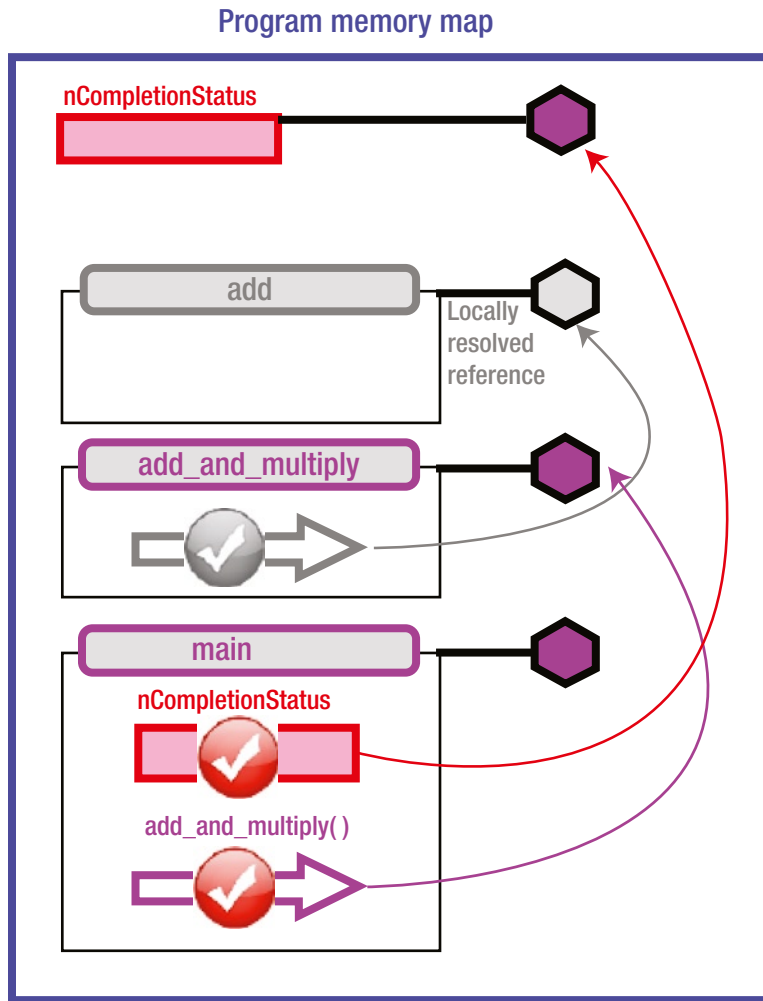 Program memory map
nCompletionStatus
add
Locally
resolved
reference
add_and_multiply
main
nCompletionStatus
add_and_multiply( )